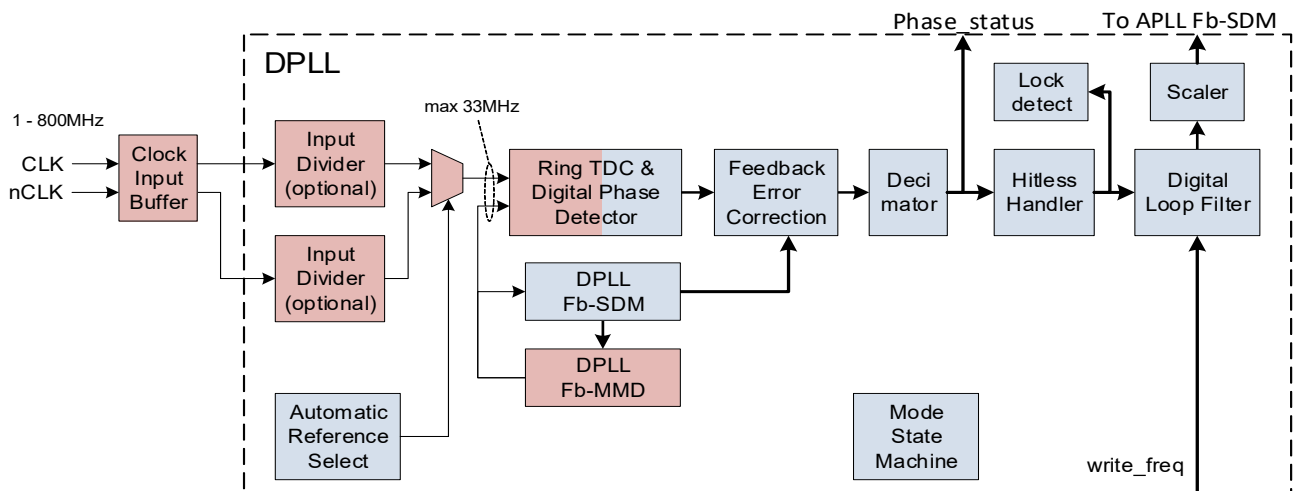 Phase_status
To APLL Fb-SDM
DPLL
Lock
detect
Scaler
max 33MHz
1 - 800MHz
CLK
nCLK
Clock
Input
Buffer
Input
Divider
(optional)
Ring TDC &
Digital Phase
Detector
Feedback
Error
Correction
Deci
mator
Hitless
Handler
Digital
Loop Filter
Input
Divider
(optional)
DPLL
Fb-SDM
DPLL
Fb-MMD
Automatic
Reference
Select
Mode
State
Machine
write_freq